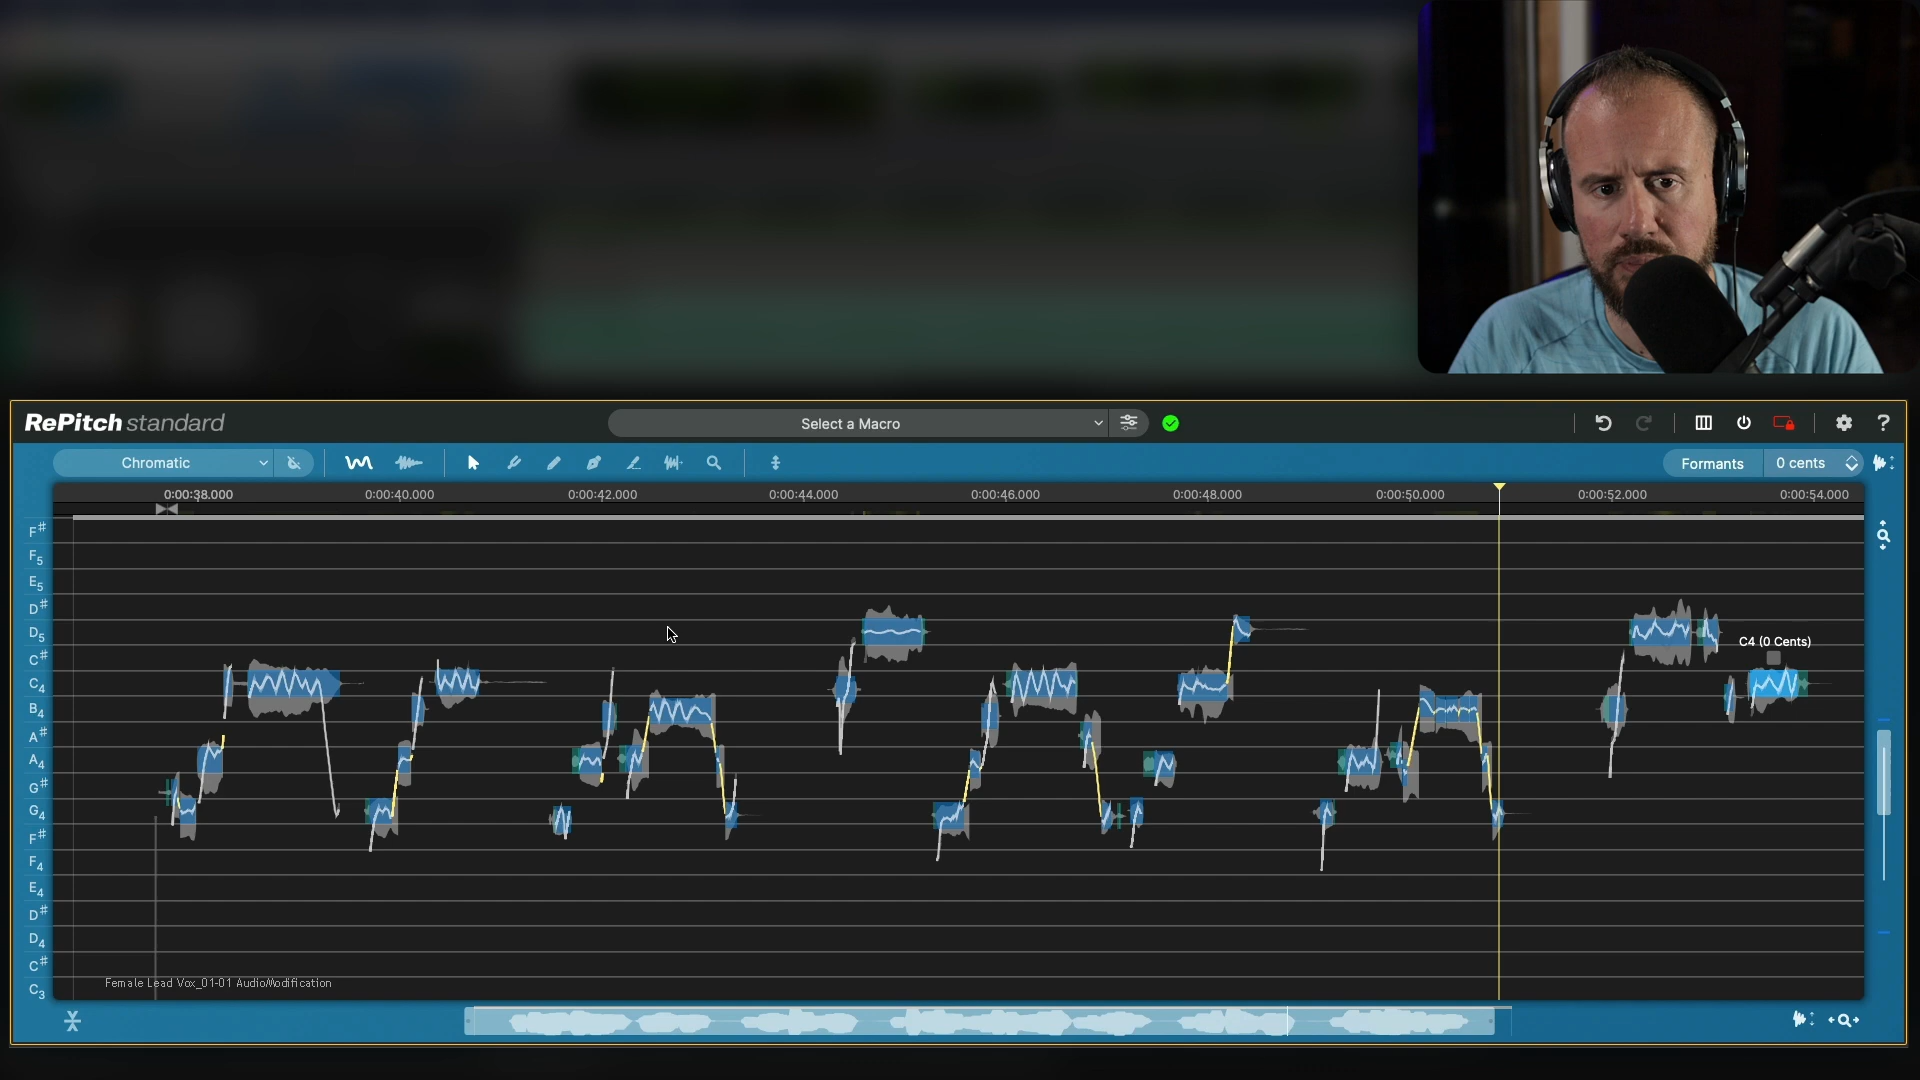 RePitch standard
Select a Macro
?
Chromatic
Formants
0 cents
0:00:38.000
0:00:40.000
0:00:42.000
0:00:44.000
0:00:46.000
0:00:48.000
0:00:50.000
0:00:52.000
0:00:54.000
F#
F5
E5
D#
D5
C#
C4
B4
A#
A4
G#
G4
F#
F4
E4
D#
D4
C#
C3
C4 (0 Cents)
Female Lead Vox_01-01 AudioModification